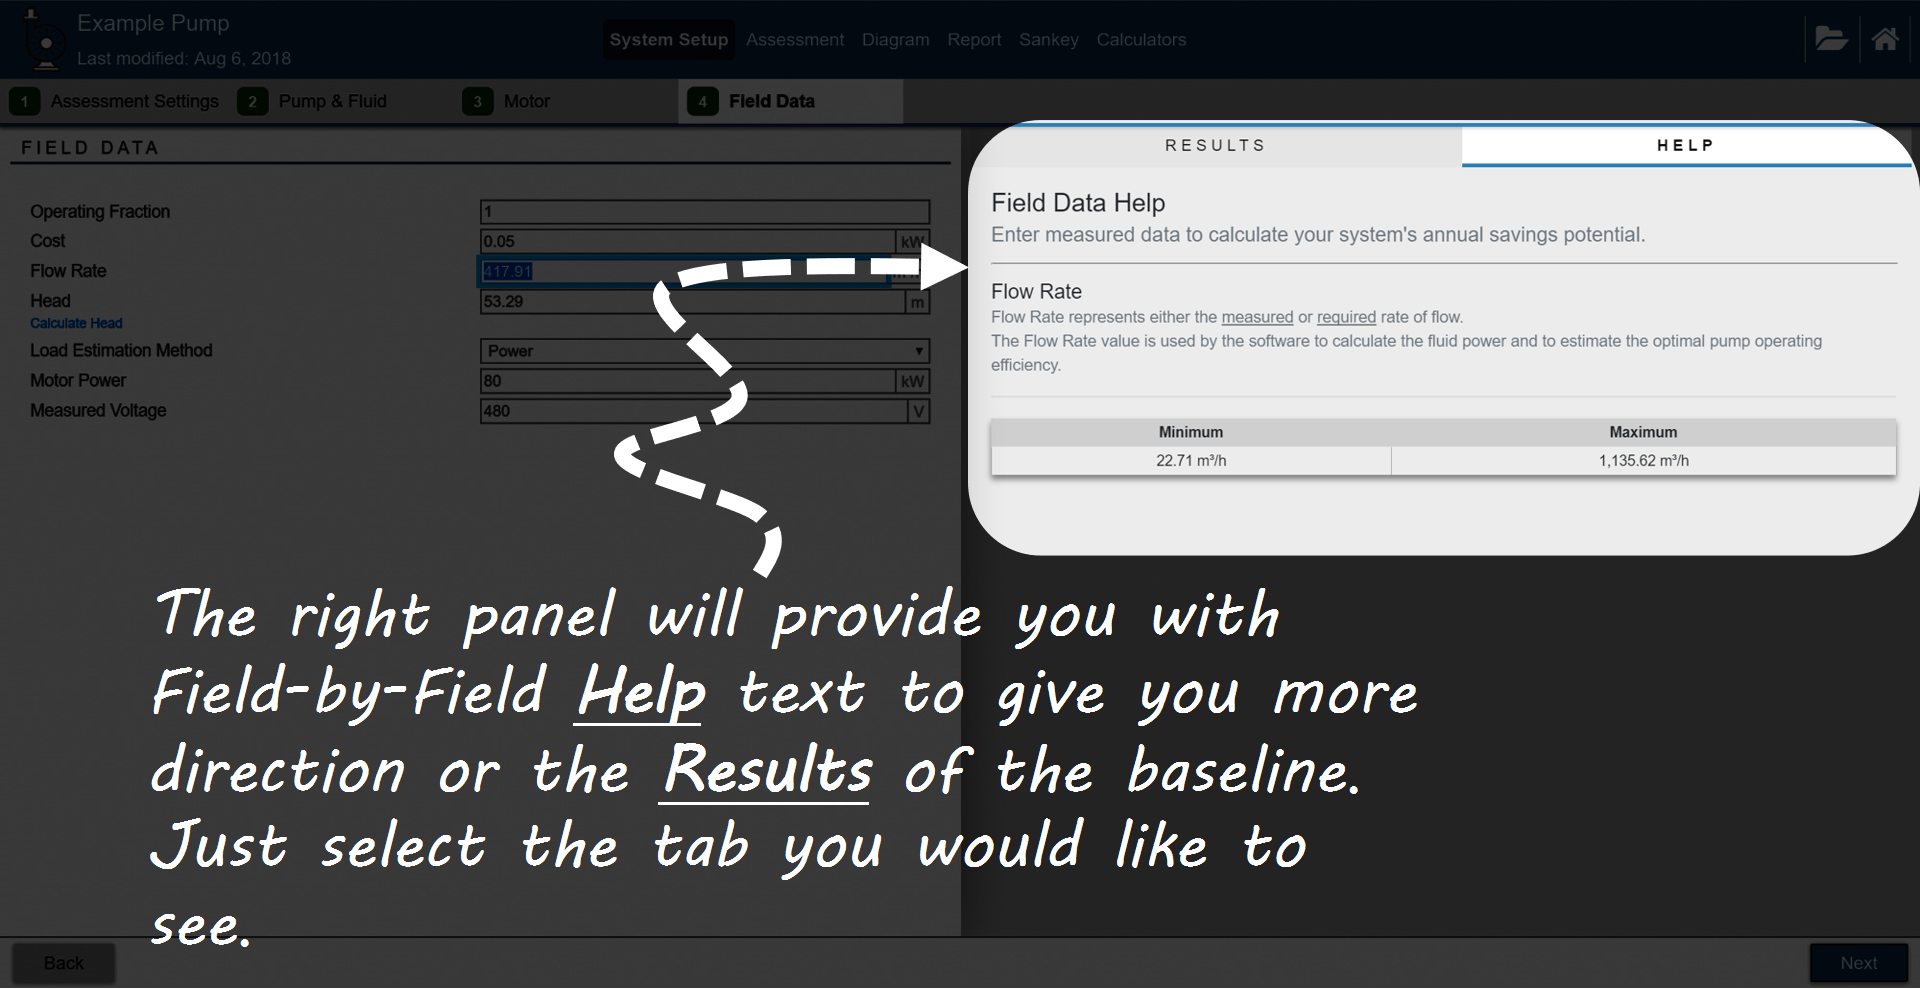 Example Pump
Last modified: Aug 6, 2018
System Setup Assessment Diagram Report Sankey Calculators
1 Assessment Settings 2 Pump & Fluid 3 Motor 4 Field Data
FIELD DATA
Operating Fraction 1
Cost 0.05
Flow Rate 417.91
Head 53.29 m
Calculate Head
Load Estimation Method Power
Motor Power 80 kW
Measured Voltage 480 V
RESULTS HELP
Field Data Help
Enter measured data to calculate your system's annual savings potential.
Flow Rate
Flow Rate represents either the measured or required rate of flow.
The Flow Rate value is used by the software to calculate the fluid power and to estimate the optimal pump operating
efficiency.
Minimum Maximum
22.71 m³/h 1,135.62 m³/h
The right panel will provide you with
Field-by-Field Help text to give you more
direction or the Results of the baseline.
Just select the tab you would like to
see.
Back Next